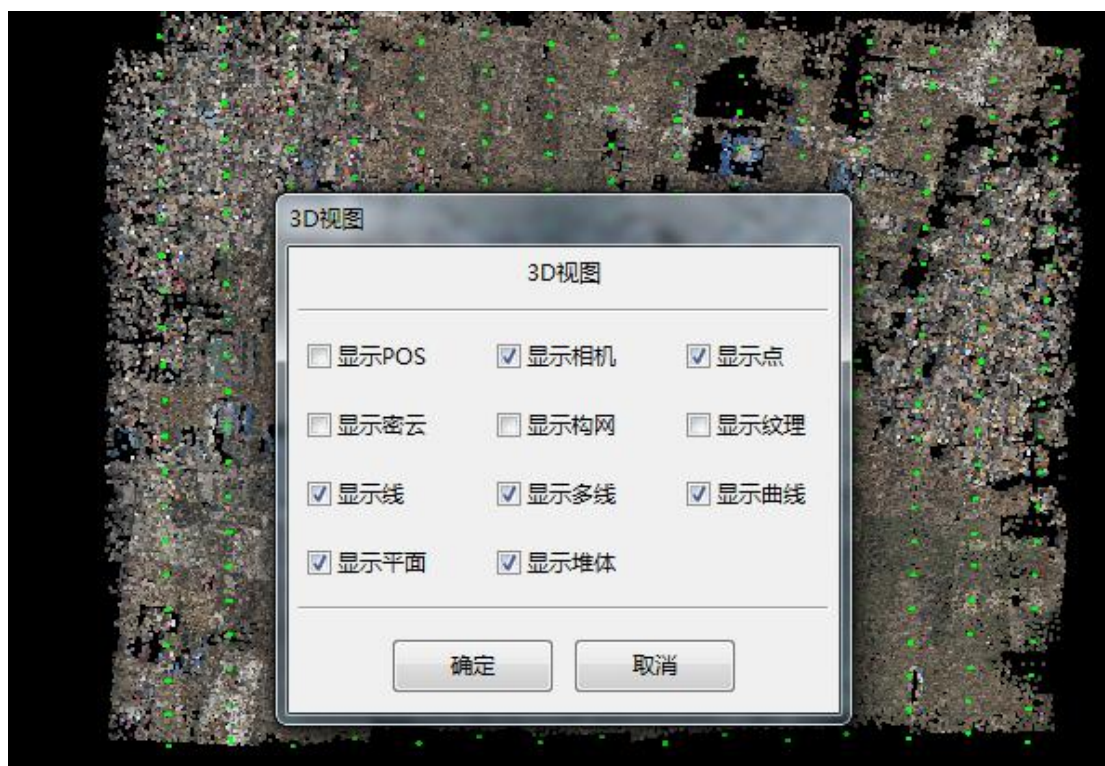 3D视图
3D视图
显示POS 显示相机 显示点
显示密云 显示构网 显示纹理
显示线 显示多线 显示曲线
显示平面 显示堆体
确定 取消